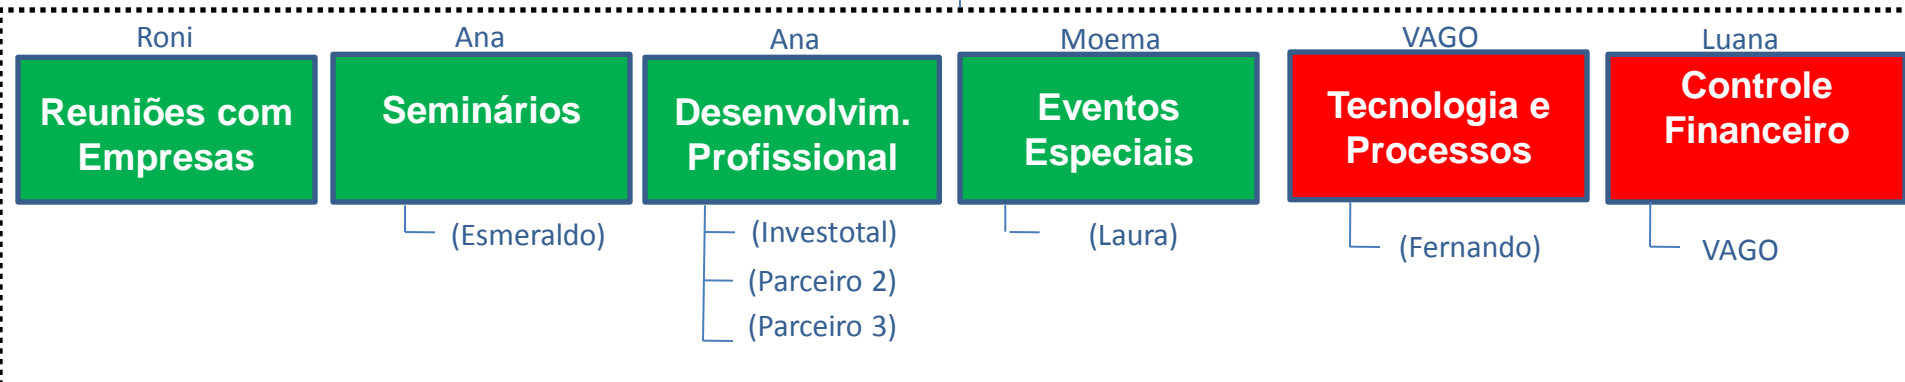 Roni
Reuniões com
Empresas
Ana
Seminários
(Esmeraldo)
Ana
Desenvolvim.
Profissional
(Investotal)
(Parceiro 2)
(Parceiro 3)
Moema
Eventos
Especiais
(Laura)
VAGO
Tecnologia e
Processos
(Fernando)
Luana
Controle
Financeiro
VAGO